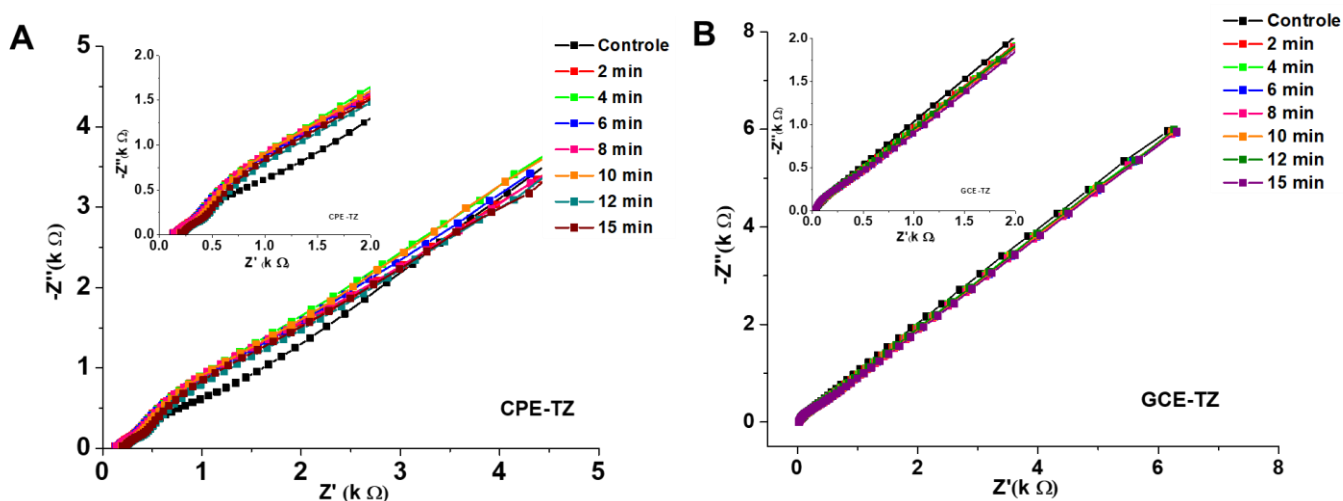 A
-Z''(k Ω)
5
4
3
2
1
0
0
1
2
3
4
5
Z' (k Ω)
-Z''(k Ω)
2.0
1.5
1.0
0.5
0.0
0.0
0.5
1.0
1.5
2.0
Z' (k Ω)
CPE-TZ
Controle
2 min
4 min
6 min
8 min
10 min
12 min
15 min
CPE-TZ
B
-Z''(k Ω)
8
6
4
2
0
0
2
4
6
8
Z'(k Ω)
-Z''(k Ω)
2.0
1.5
1.0
0.5
0.0
0.0
0.5
1.0
1.5
2.0
Z'(k Ω)
GCE-TZ
Controle
2 min
4 min
6 min
8 min
10 min
12 min
15 min
GCE-TZ